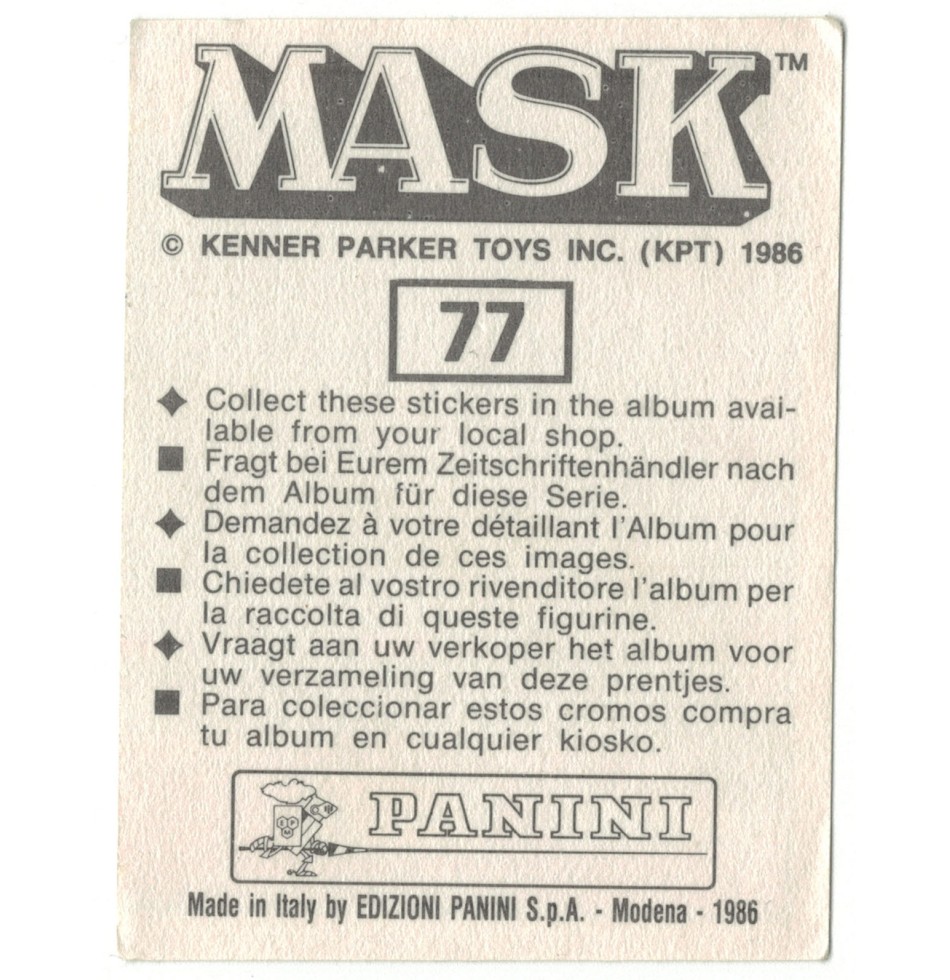 MASK™
© KENNER PARKER TOYS INC. (KPT) 1986
77
◆ Collect these stickers in the album avai-
lable from your local shop.
■ Fragt bei Eurem Zeitschriftenhändler nach
dem Album für diese Serie.
◆ Demandez à votre détaillant l'Album pour
la collection de ces images.
■ Chiedete al vostro rivenditore l'album per
la raccolta di queste figurine.
◆ Vraagt aan uw verkoper het album voor
uw verzameling van deze prentjes.
■ Para coleccionar estos cromos compra
tu album en cualquier kiosko.
EPM
PANINI
Made in Italy by EDIZIONI PANINI S.p.A. - Modena - 1986